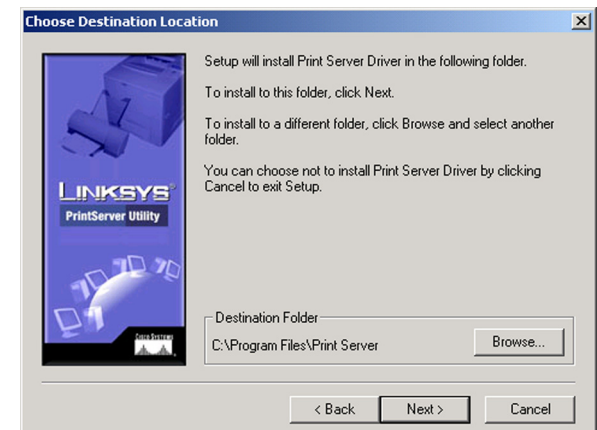 Choose Destination Location
Setup will install Print Server Driver in the following folder.
To install to this folder, click Next.
To install to a different folder, click Browse and select another
folder.
You can choose not to install Print Server Driver by clicking
Cancel to exit Setup.
LINKSYS®
PrintServer Utility
CISCO SYSTEMS
Destination Folder
C:\Program Files\Print Server
Browse...
< Back
Next >
Cancel